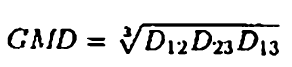 GMD = ∛D₁₂D₂₃D₁₃